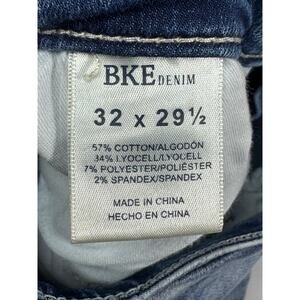 BKE DENIM
32 x 29½
57% COTTON/ALGODÓN
34% LYOCELL/LYOCELL
7% POLYESTER/POLIÉSTER
2% SPANDEX/SPANDEX
MADE IN CHINA
HECHO EN CHINA